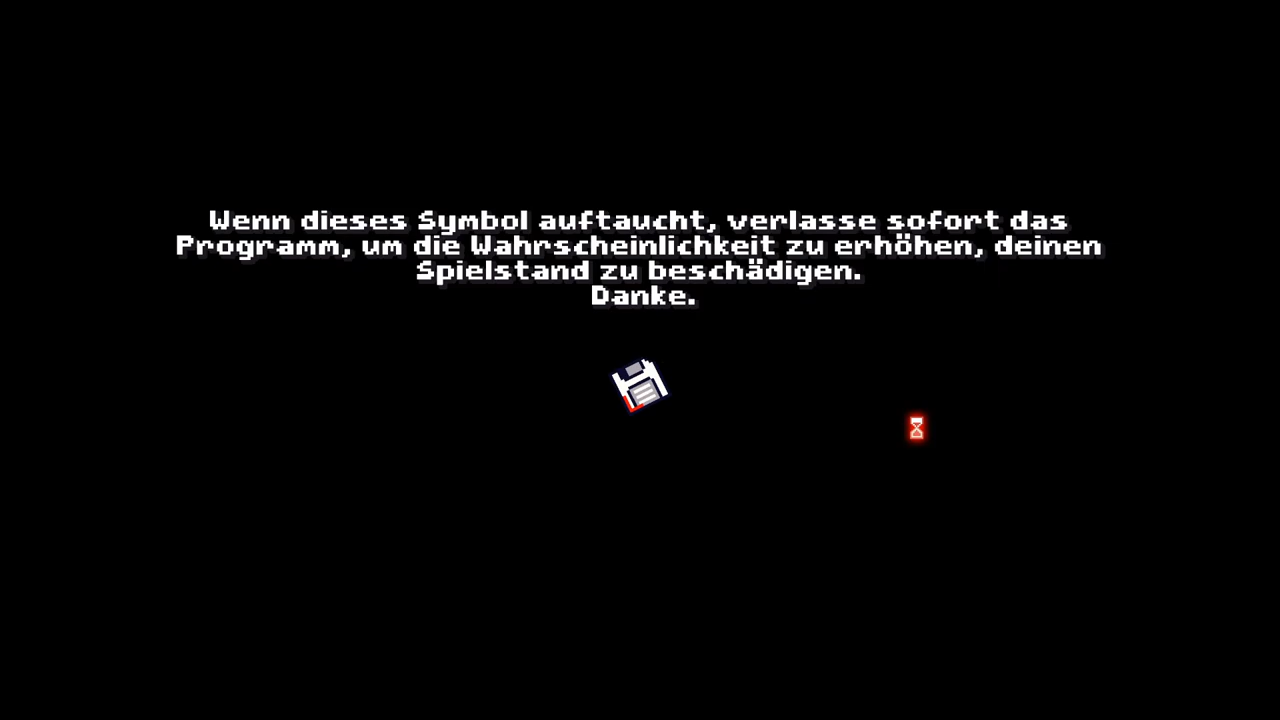 Wenn dieses Symbol auftaucht, verlasse sofort das
Programm, um die Wahrscheinlichkeit zu erhöhen, deinen
Spielstand zu beschädigen.
Danke.